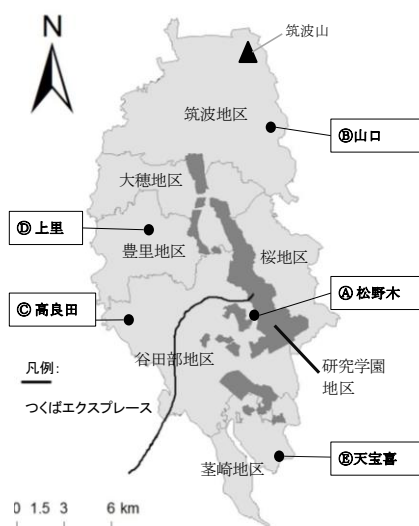 N
筑波山
筑波地区
Ⓑ山口
大穂地区
Ⓓ上里
豊里地区
桜地区
Ⓒ高良田
Ⓐ松野木
谷田部地区
研究学園
地区
凡例:
つくばエクスプレース
Ⓔ天宝喜
茎崎地区
0 1.5 3 6 km